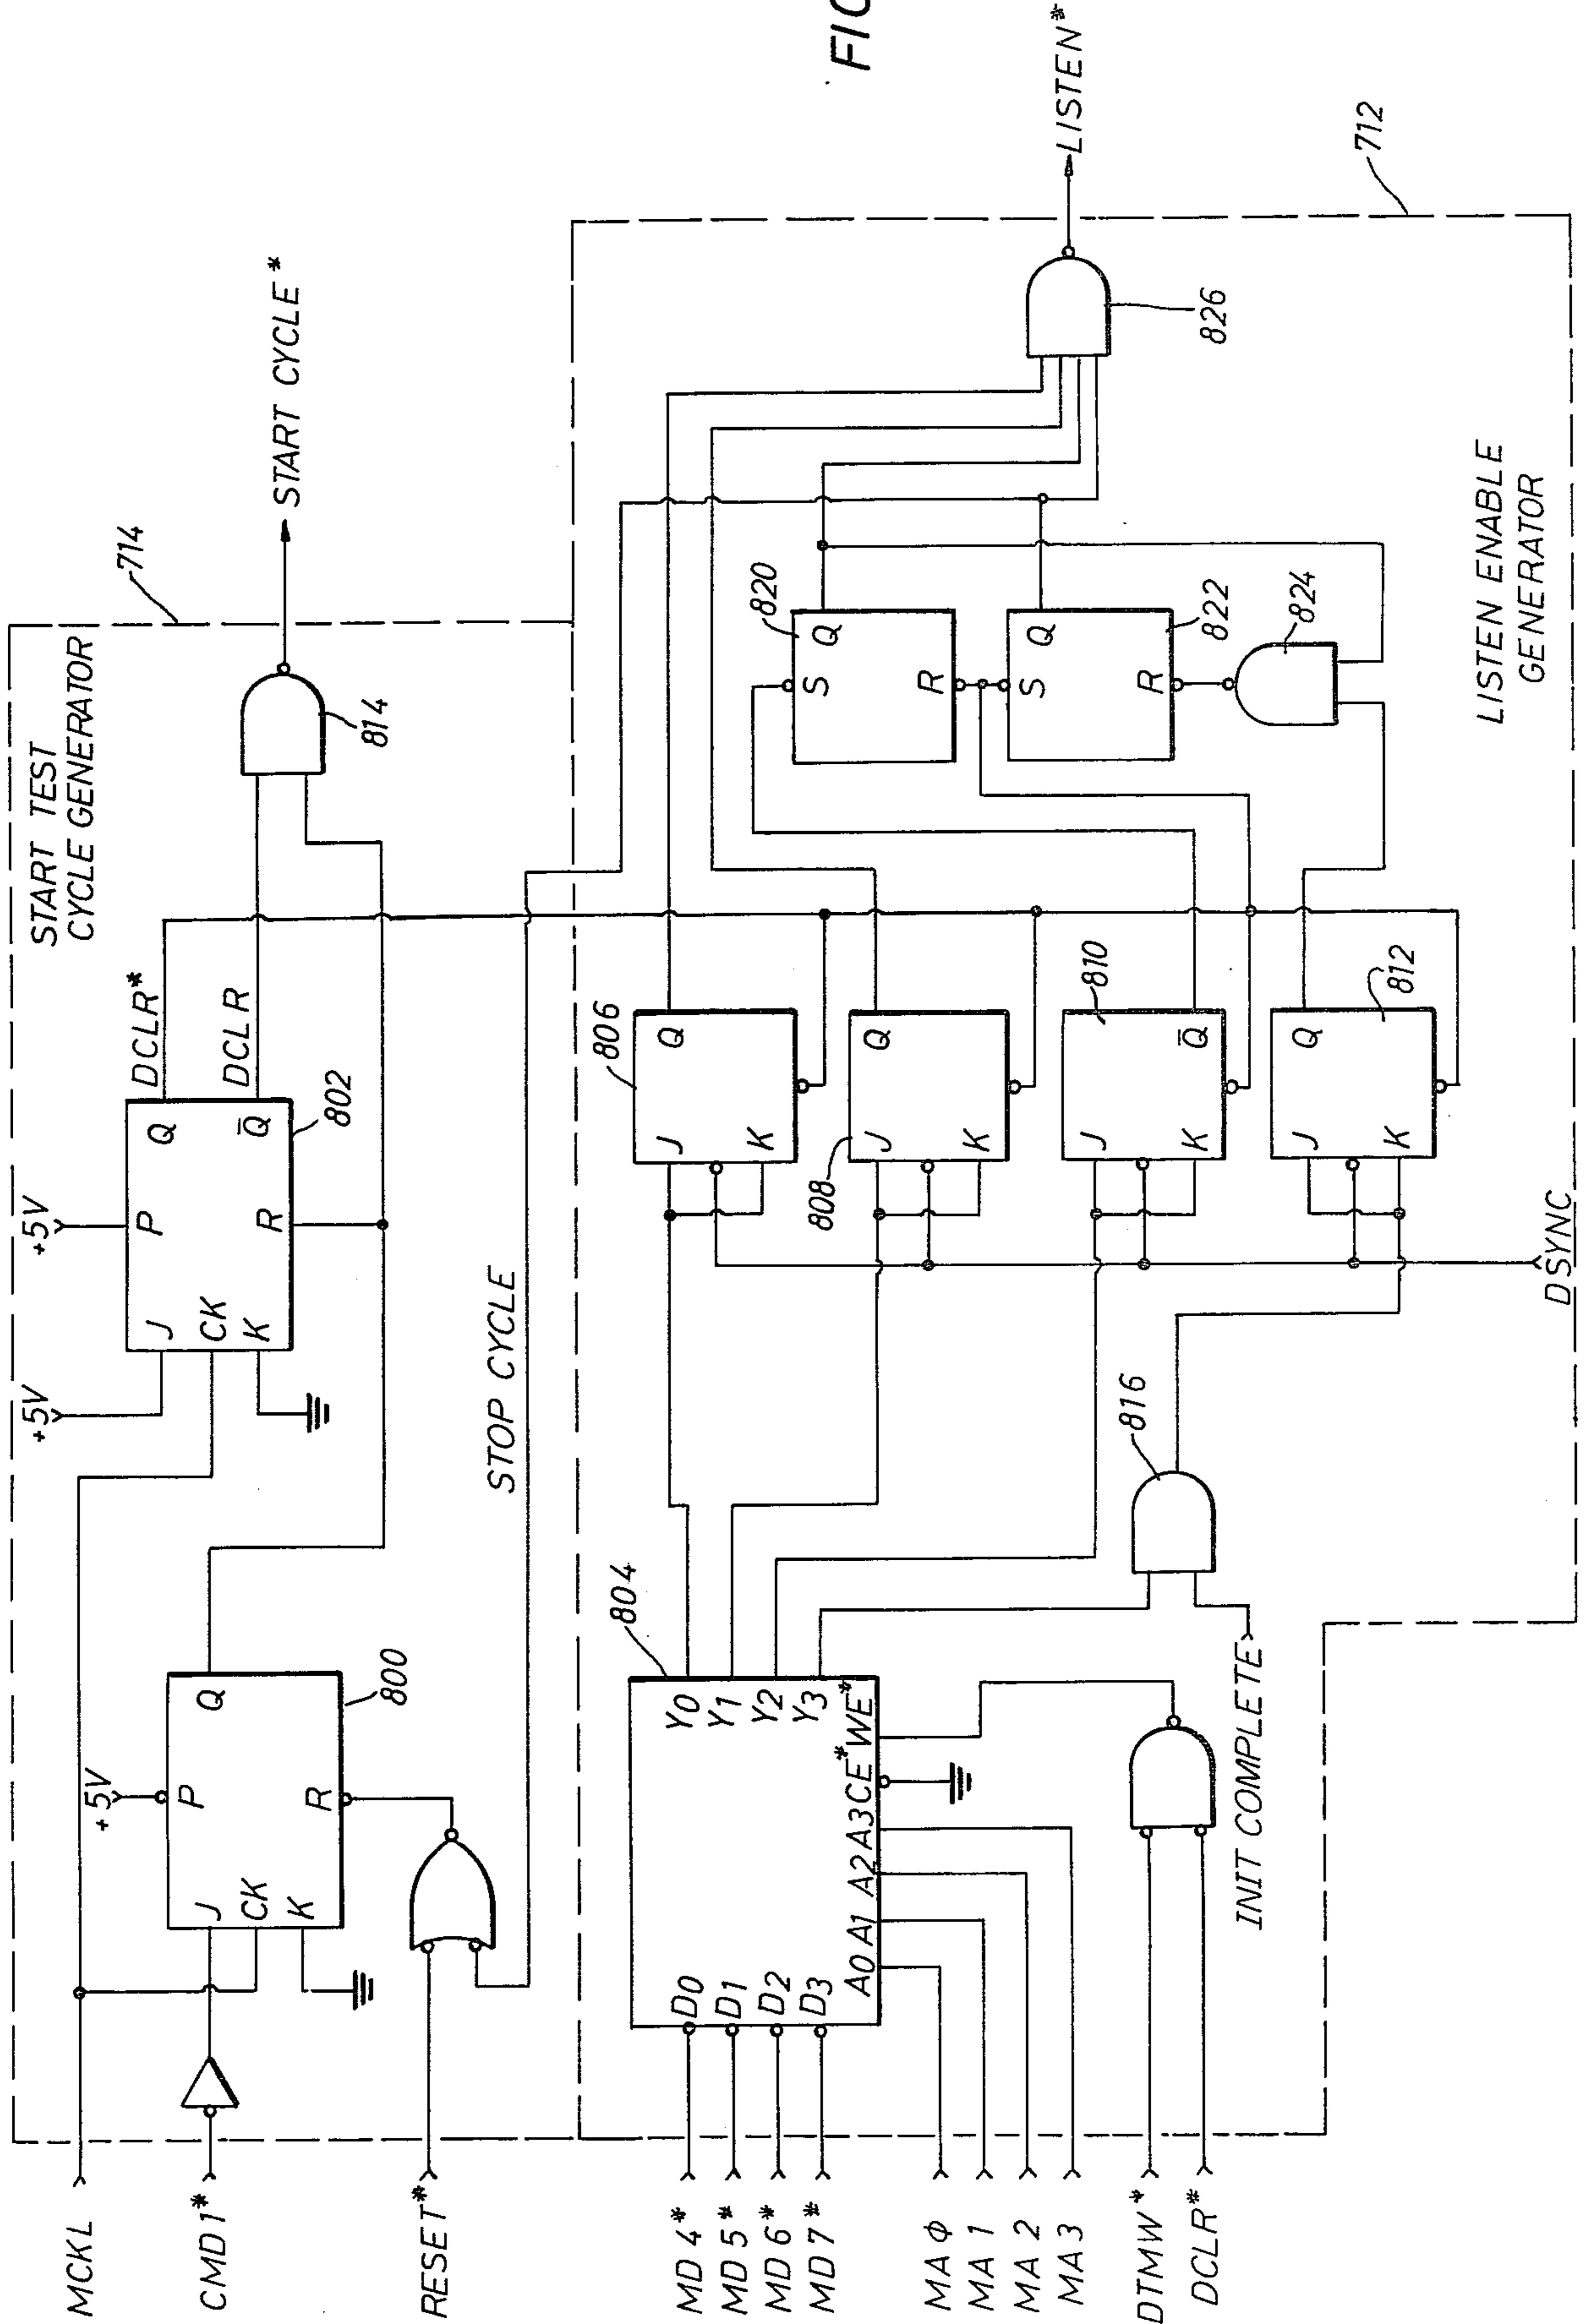 FIG
START TEST
CYCLE GENERATOR
714
START CYCLE*
+5V
+5V
P
J
CK
K
R
Q
Q̅
802
DCLR*
DCLR
814
+5V
P
J
CK
K
R
Q
800
MCKL
CMD1*
RESET*
STOP CYCLE
LISTEN*
712
LISTEN ENABLE
GENERATOR
804
D0
D1
D2
D3
Y0
Y1
Y2
Y3
A0 A1 A2 A3 CE* WE*
MD4*
MD5*
MD6*
MD7*
MAΦ
MA1
MA2
MA3
DTMW*
DCLR*
INIT COMPLETE
816
DSYNC
806
J
K
Q
808
J
K
Q
810
J
K
Q̅
812
J
K
Q
820
S
R
Q
822
S
R
Q
824
826